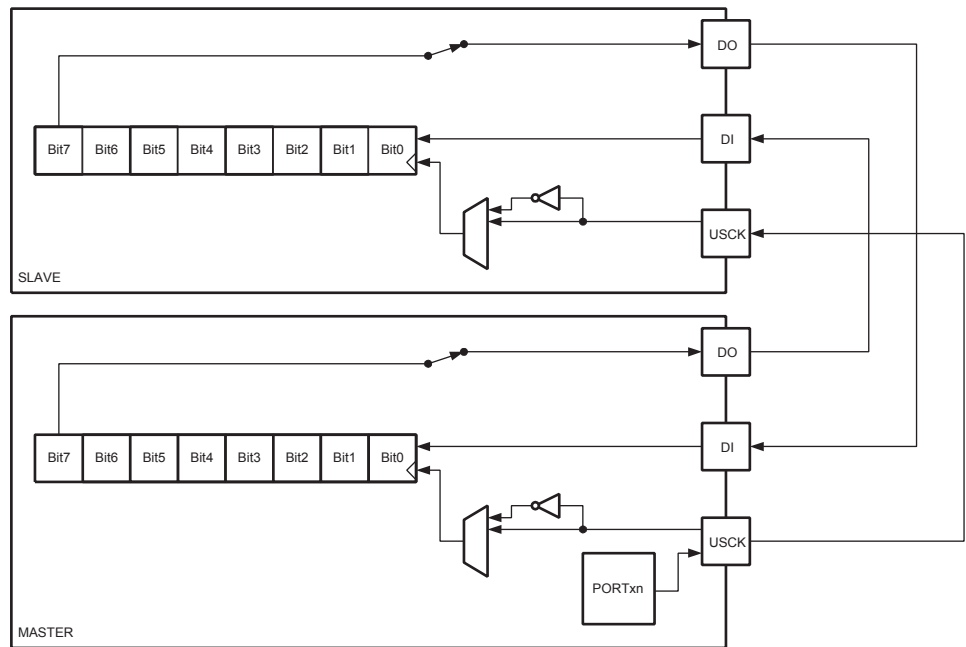 DO
Bit7 Bit6 Bit5 Bit4 Bit3 Bit2 Bit1 Bit0
DI
USCK
SLAVE
DO
Bit7 Bit6 Bit5 Bit4 Bit3 Bit2 Bit1 Bit0
DI
USCK
PORTxn
MASTER